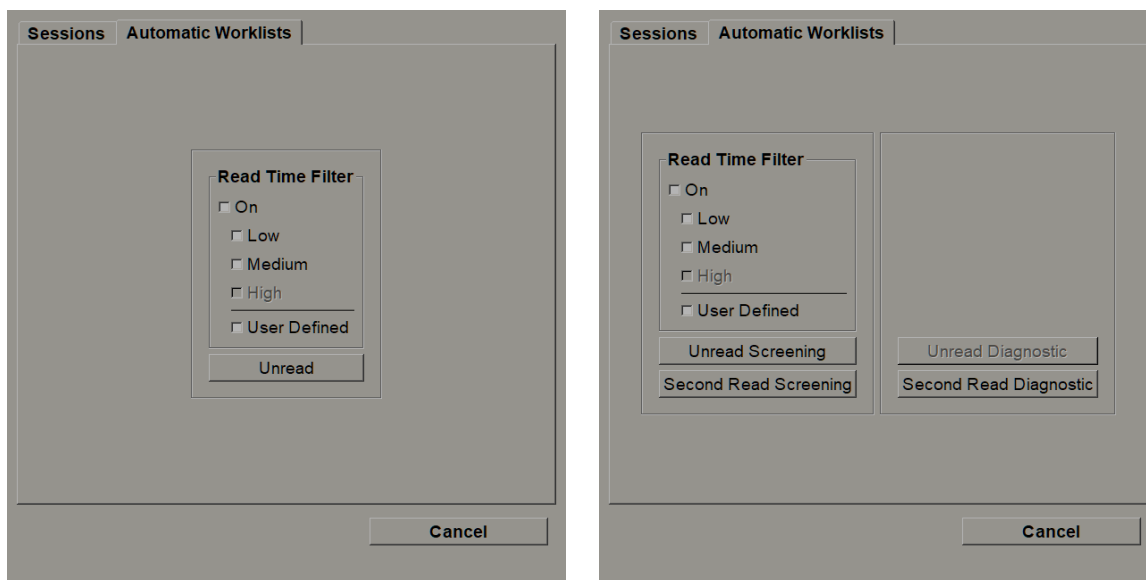 Sessions Automatic Worklists
Read Time Filter
On
Low
Medium
High
User Defined
Unread
Cancel
Sessions Automatic Worklists
Read Time Filter
On
Low
Medium
High
User Defined
Unread Screening
Second Read Screening
Unread Diagnostic
Second Read Diagnostic
Cancel